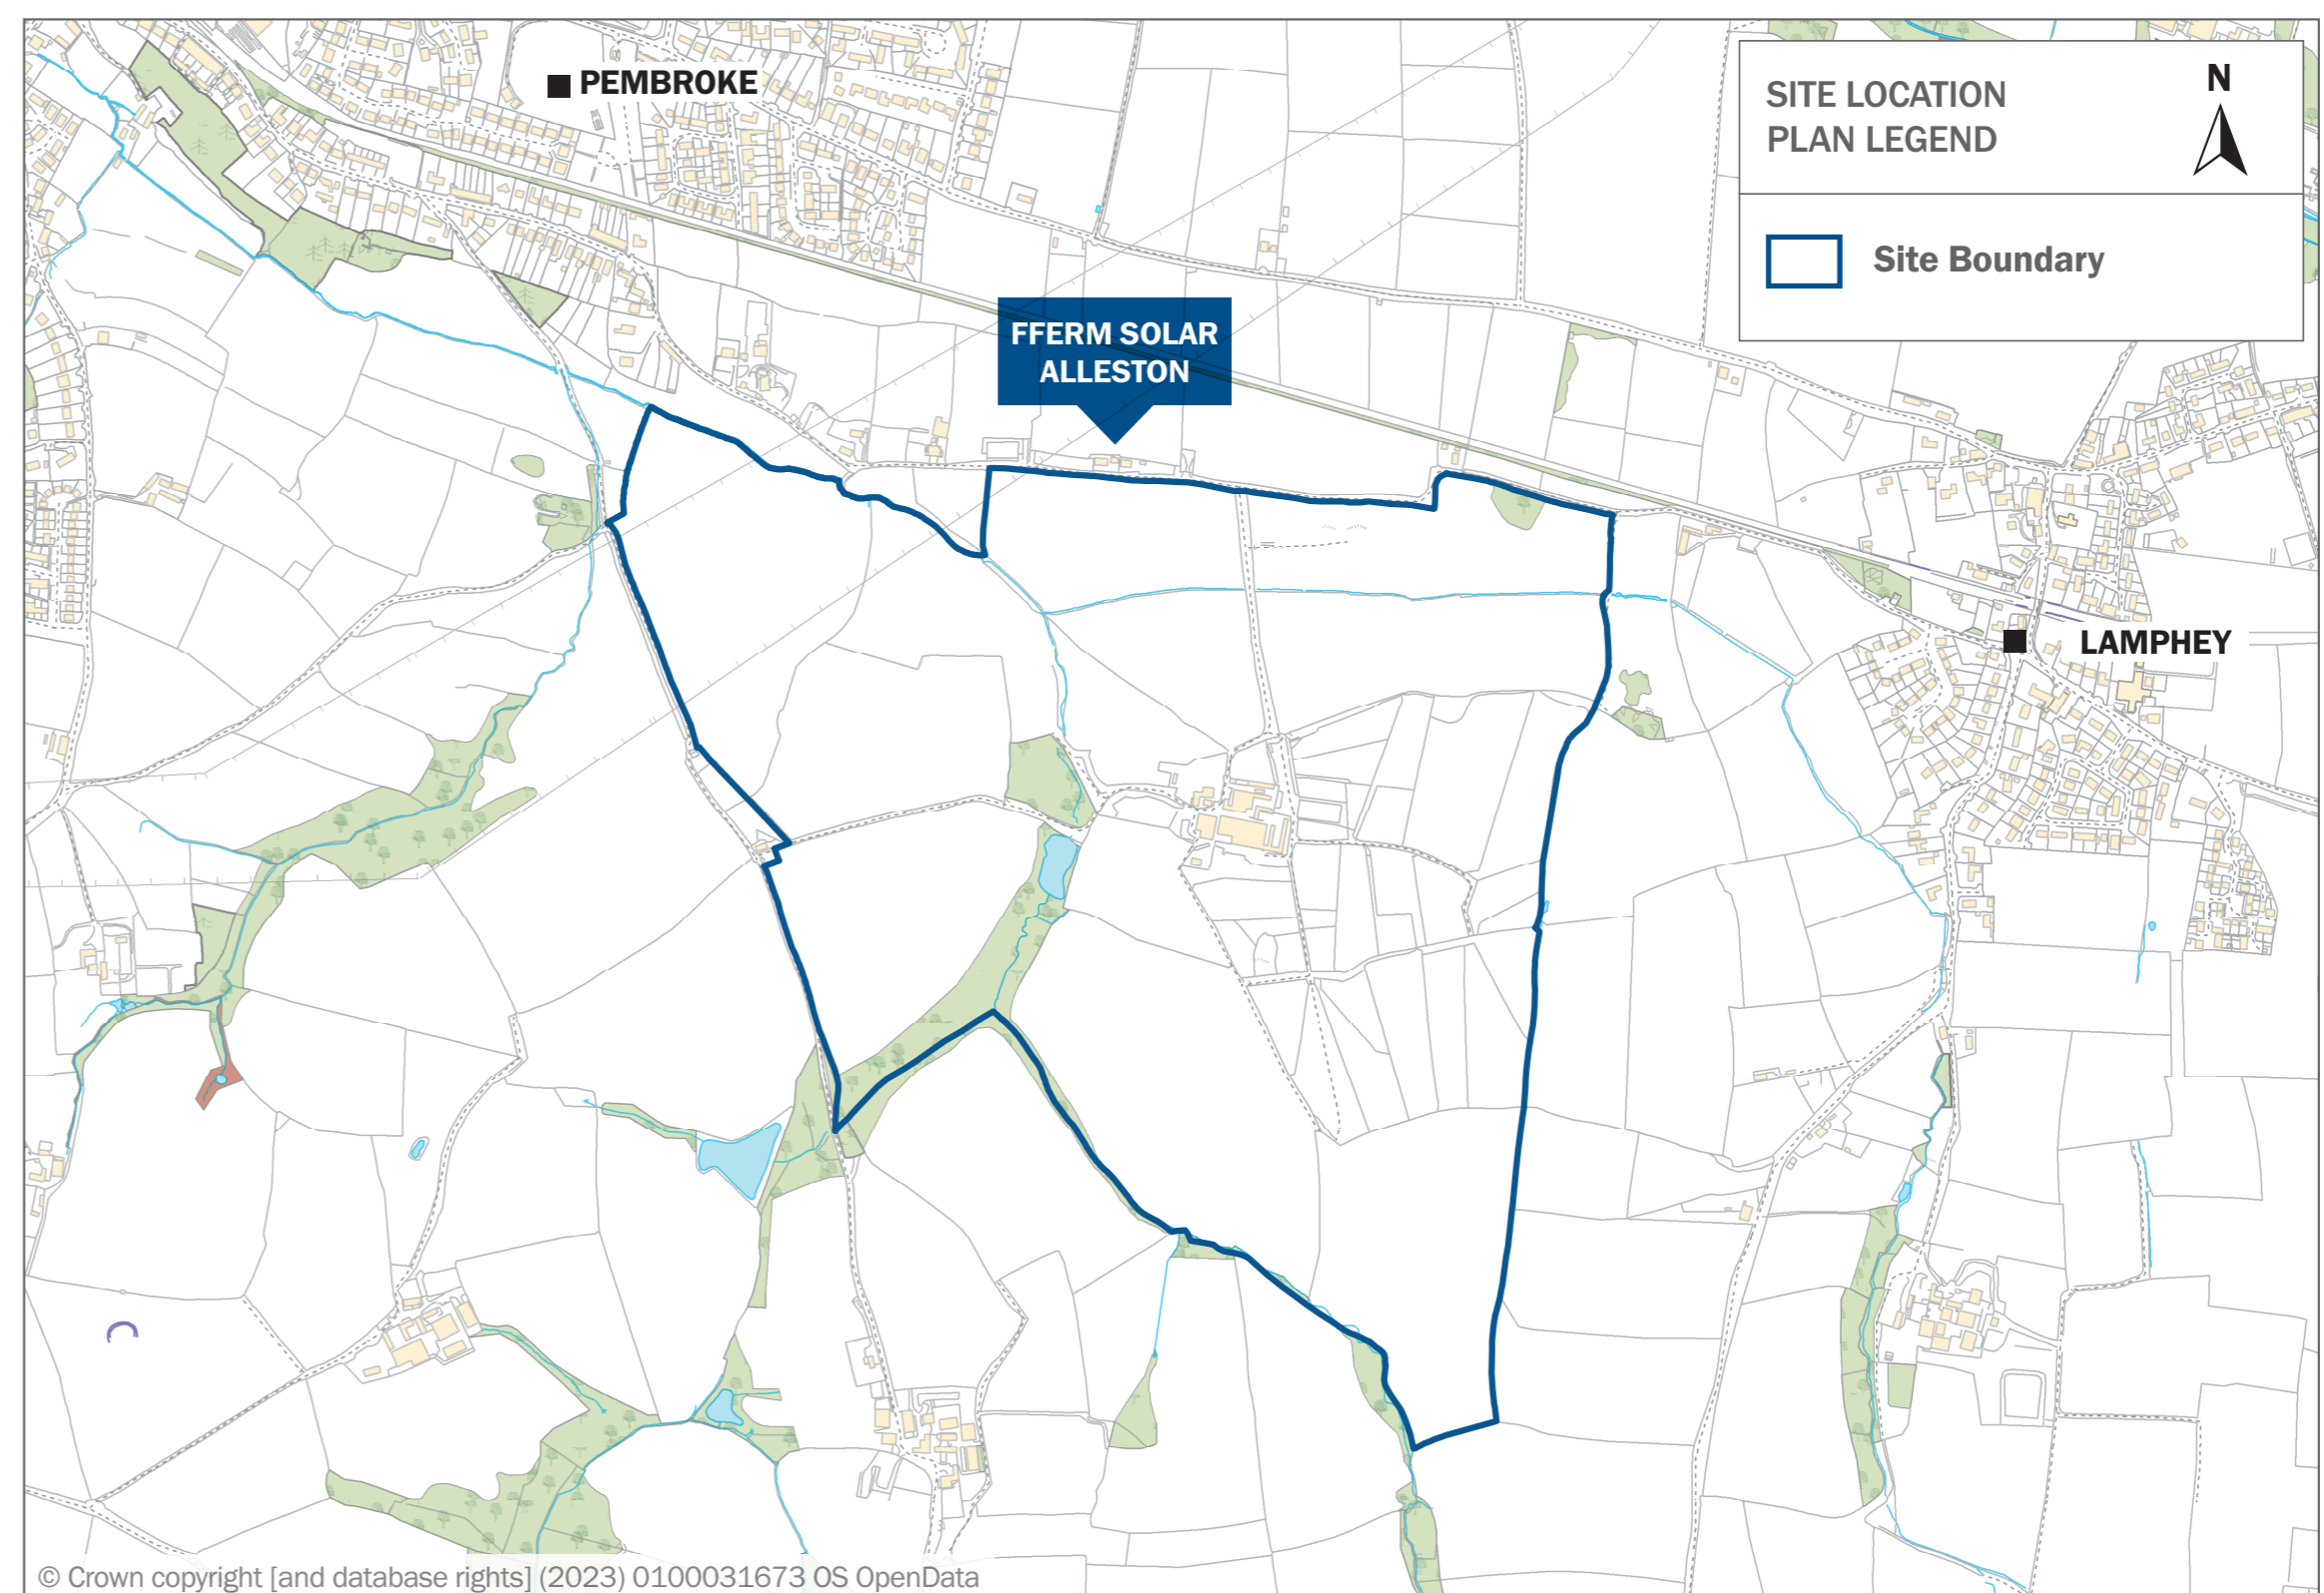 PEMBROKE
SITE LOCATION
PLAN LEGEND
N
Site Boundary
FFERM SOLAR
ALLESTON
LAMPHEY
© Crown copyright [and database rights] (2023) 0100031673 OS OpenData